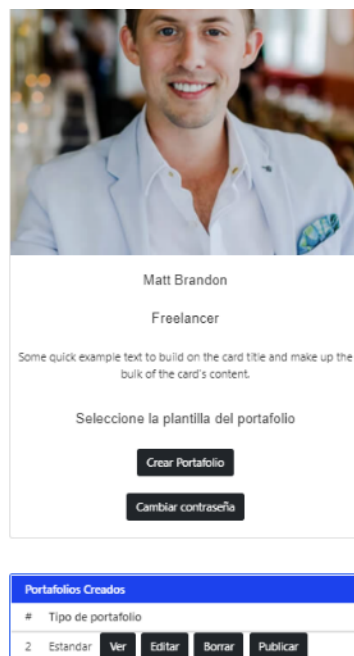 Matt Brandon
Freelancer
Some quick example text to build on the card title and make up the
bulk of the card's content.
Seleccione la plantilla del portafolio
Crear Portafolio
Cambiar contraseña
Portafolios Creados
# Tipo de portafolio
2 Estandar Ver Editar Borrar Publicar